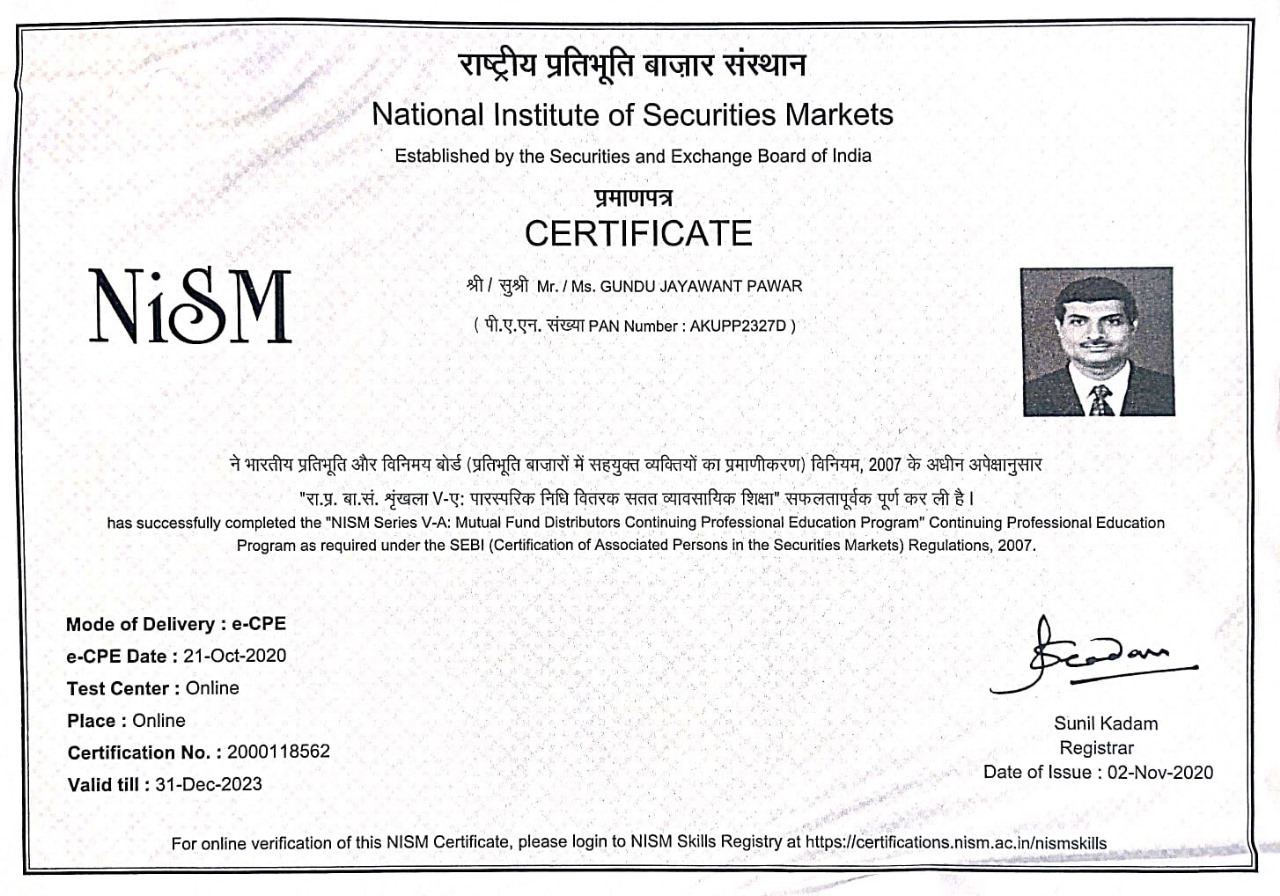 राष्ट्रीय प्रतिभूति बाज़ार संस्थान
National Institute of Securities Markets
Established by the Securities and Exchange Board of India
प्रमाणपत्र
CERTIFICATE
NiSM
श्री / सुश्री Mr. / Ms. GUNDU JAYAWANT PAWAR
( पी.ए.एन. संख्या PAN Number : AKUPP2327D )
ने भारतीय प्रतिभूति और विनिमय बोर्ड (प्रतिभूति बाजारों में सहयुक्त व्यक्तियों का प्रमाणीकरण) विनियम, 2007 के अधीन अपेक्षानुसार
"रा.प्र. बा.सं. शृंखला V-ए: पारस्परिक निधि वितरक सतत व्यावसायिक शिक्षा" सफलतापूर्वक पूर्ण कर ली है ।
has successfully completed the "NISM Series V-A: Mutual Fund Distributors Continuing Professional Education Program" Continuing Professional Education
Program as required under the SEBI (Certification of Associated Persons in the Securities Markets) Regulations, 2007.
Mode of Delivery : e-CPE
e-CPE Date : 21-Oct-2020
Test Center : Online
Place : Online
Certification No. : 2000118562
Valid till : 31-Dec-2023
SKadam
Sunil Kadam
Registrar
Date of Issue : 02-Nov-2020
For online verification of this NISM Certificate, please login to NISM Skills Registry at https://certifications.nism.ac.in/nismskills